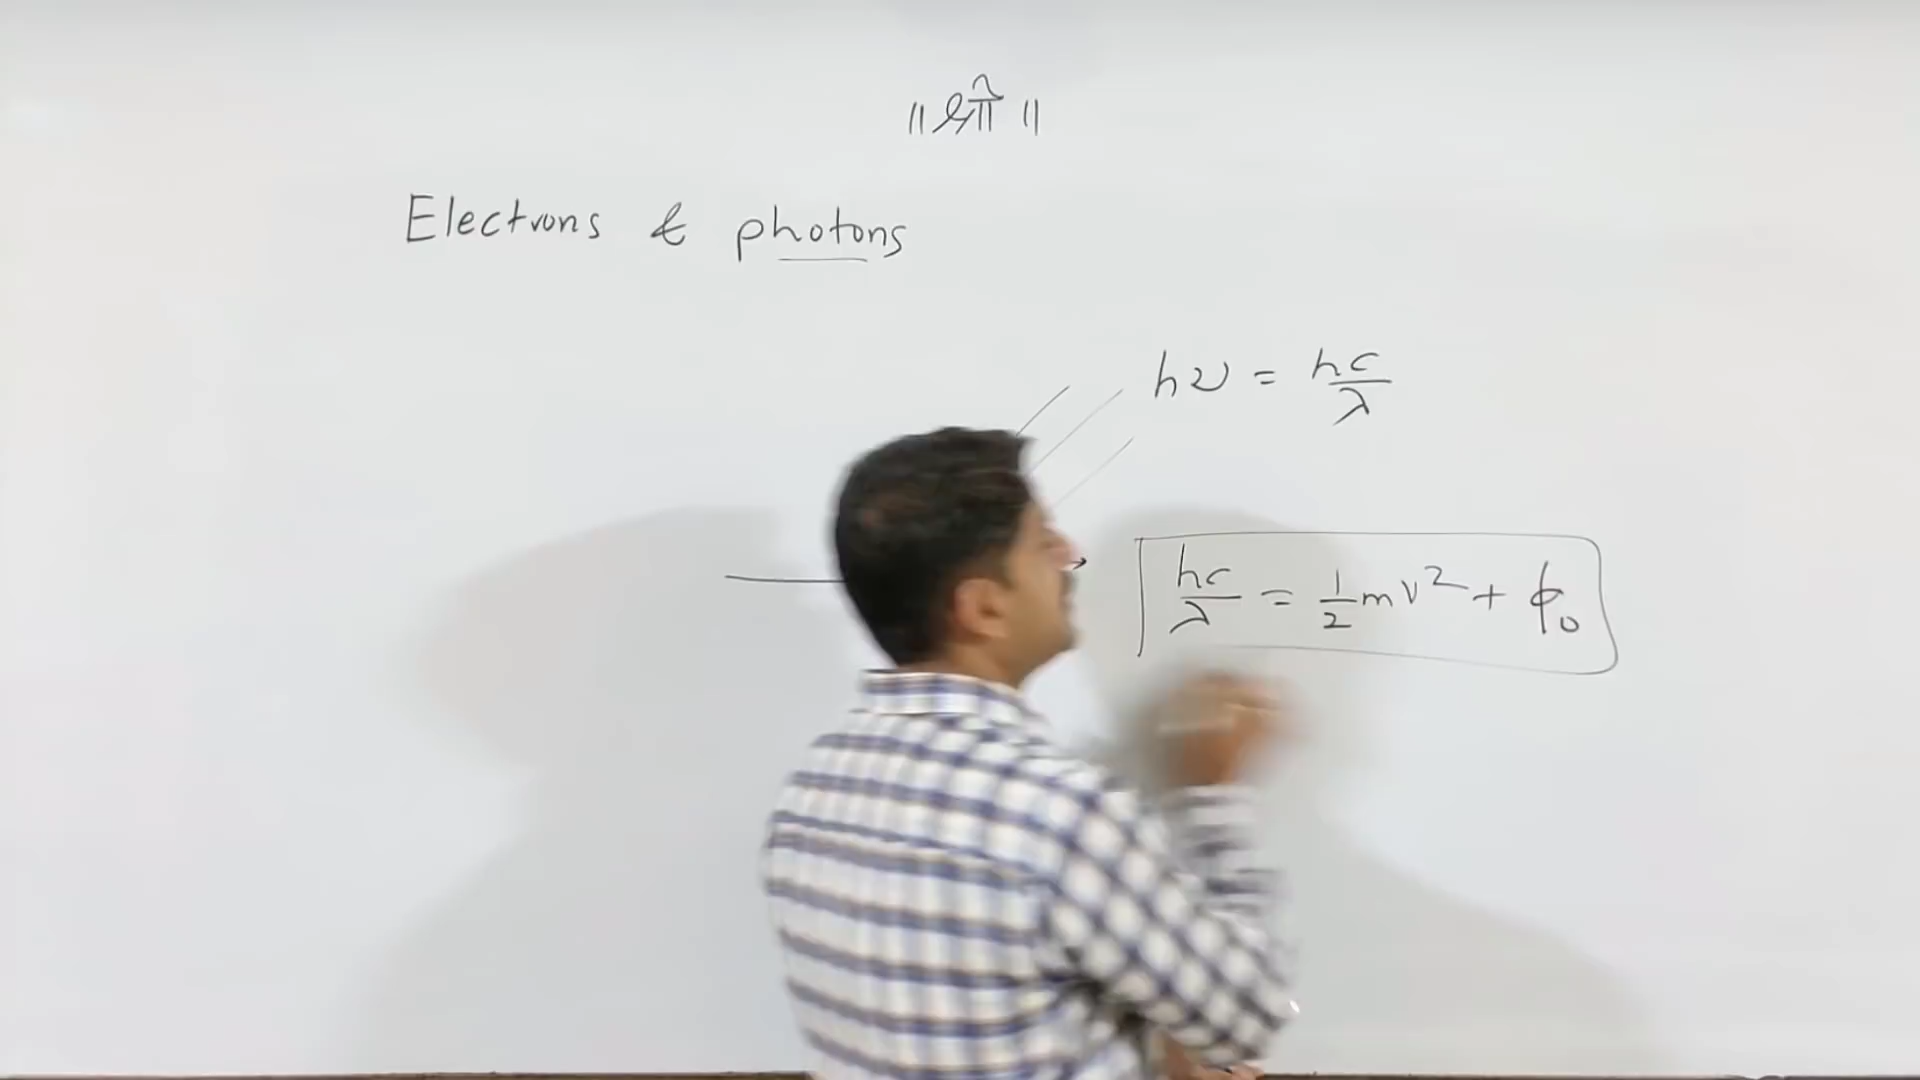 ॥ श्री ॥
Electrons & photons
hν = hc/λ
hc/λ = 1/2 mv² + ϕ₀